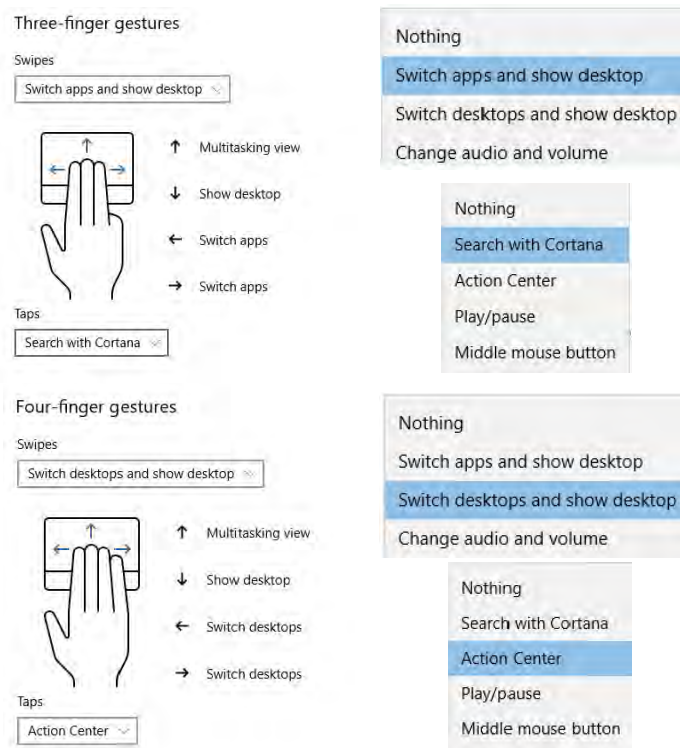 Three-finger gestures
Swipes
Switch apps and show desktop
↑ Multitasking view
↓ Show desktop
← Switch apps
→ Switch apps
Taps
Search with Cortana
Nothing
Switch apps and show desktop
Switch desktops and show desktop
Change audio and volume
Nothing
Search with Cortana
Action Center
Play/pause
Middle mouse button
Four-finger gestures
Swipes
Switch desktops and show desktop
↑ Multitasking view
↓ Show desktop
← Switch desktops
→ Switch desktops
Taps
Action Center
Nothing
Switch apps and show desktop
Switch desktops and show desktop
Change audio and volume
Nothing
Search with Cortana
Action Center
Play/pause
Middle mouse button